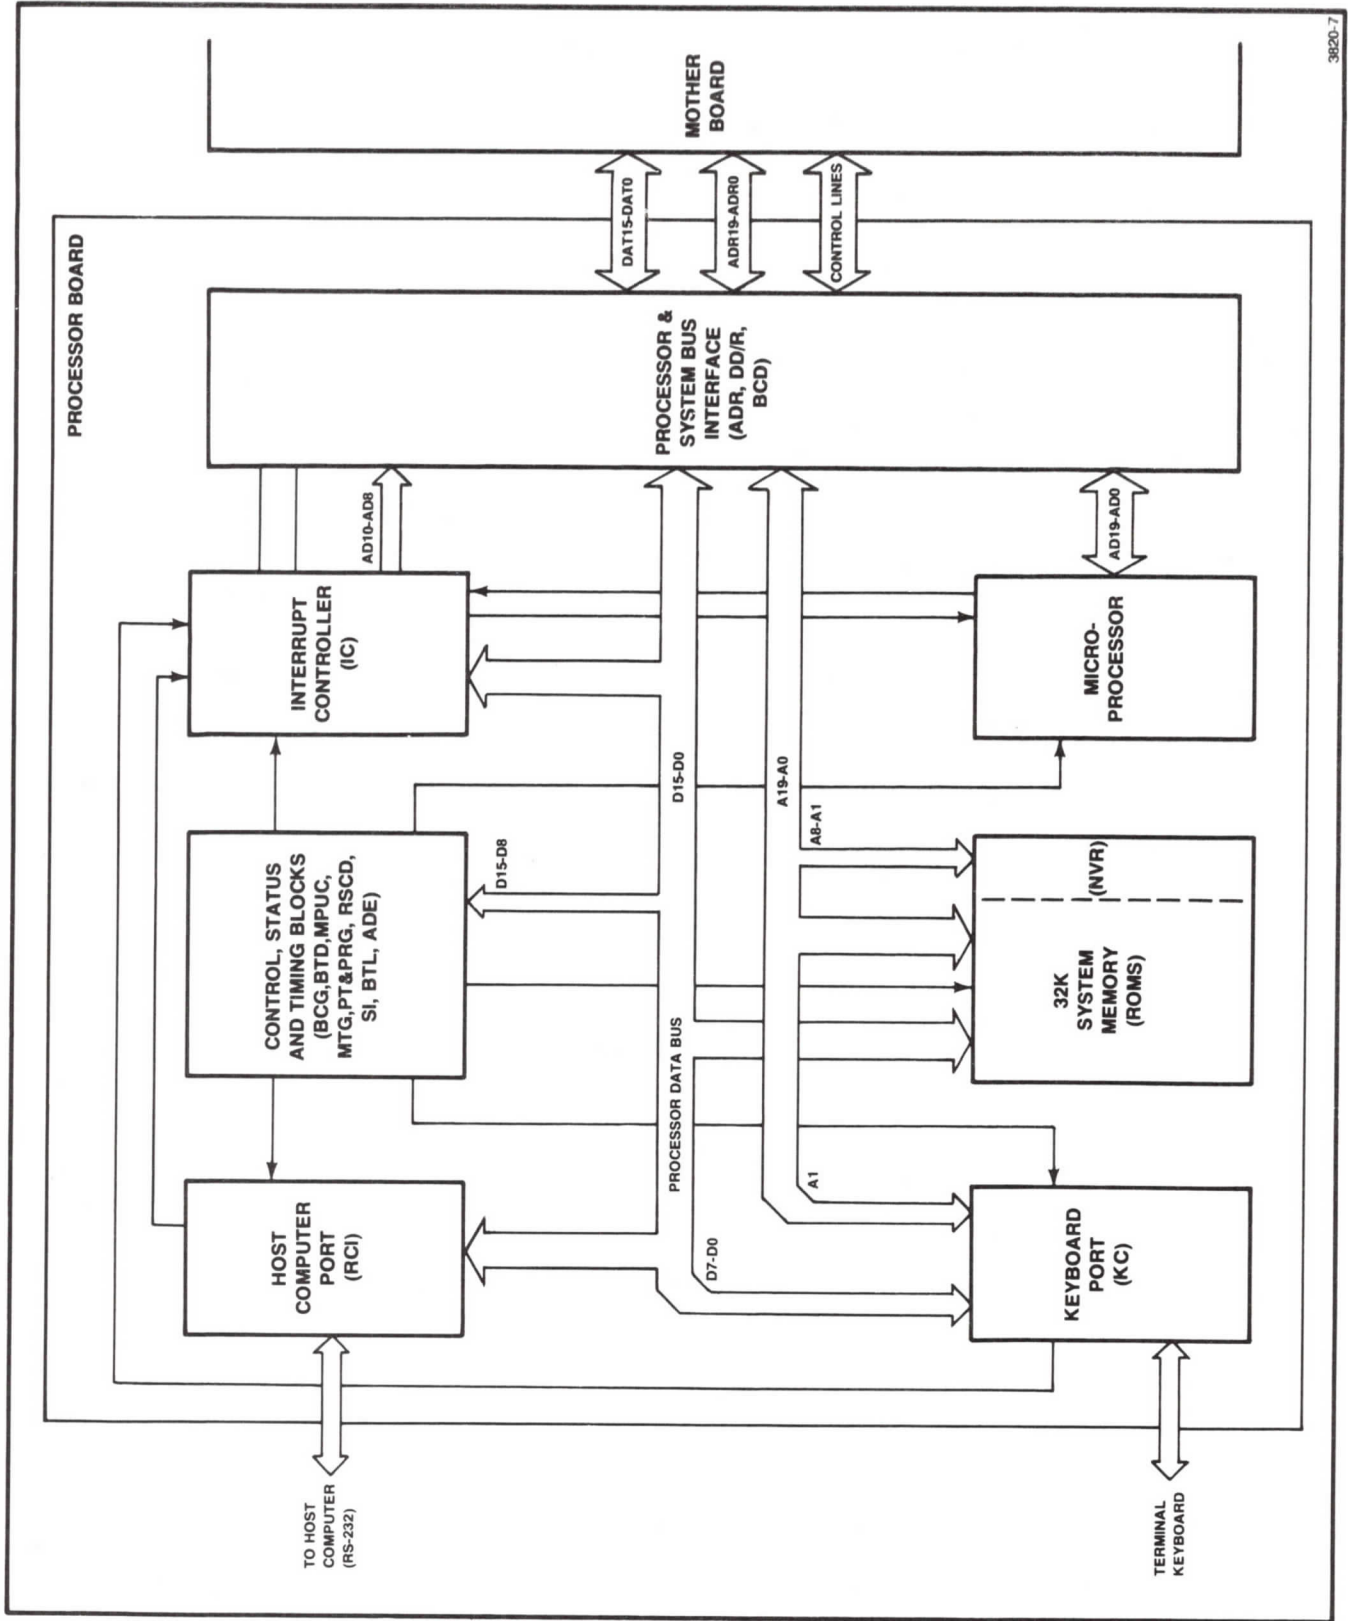 PROCESSOR BOARD
MOTHER
BOARD
DAT15-DAT0
ADR19-ADR0
CONTROL LINES
PROCESSOR &
SYSTEM BUS
INTERFACE
(ADR, DD/R,
BCD)
AD10-AD8
AD19-AD0
INTERRUPT
CONTROLLER
(IC)
MICRO-
PROCESSOR
CONTROL, STATUS
AND TIMING BLOCKS
(BCG,BTD,MPUC,
MTG,PT&PRG, RSCD,
SI, BTL, ADE)
D15-D8
D15-D0
A19-A0
A8-A1
(NVR)
32K
SYSTEM
MEMORY
(ROMS)
PROCESSOR DATA BUS
HOST
COMPUTER
PORT
(RCI)
A1
D7-D0
KEYBOARD
PORT
(KC)
TO HOST
COMPUTER
(RS-232)
TERMINAL
KEYBOARD
3820-7